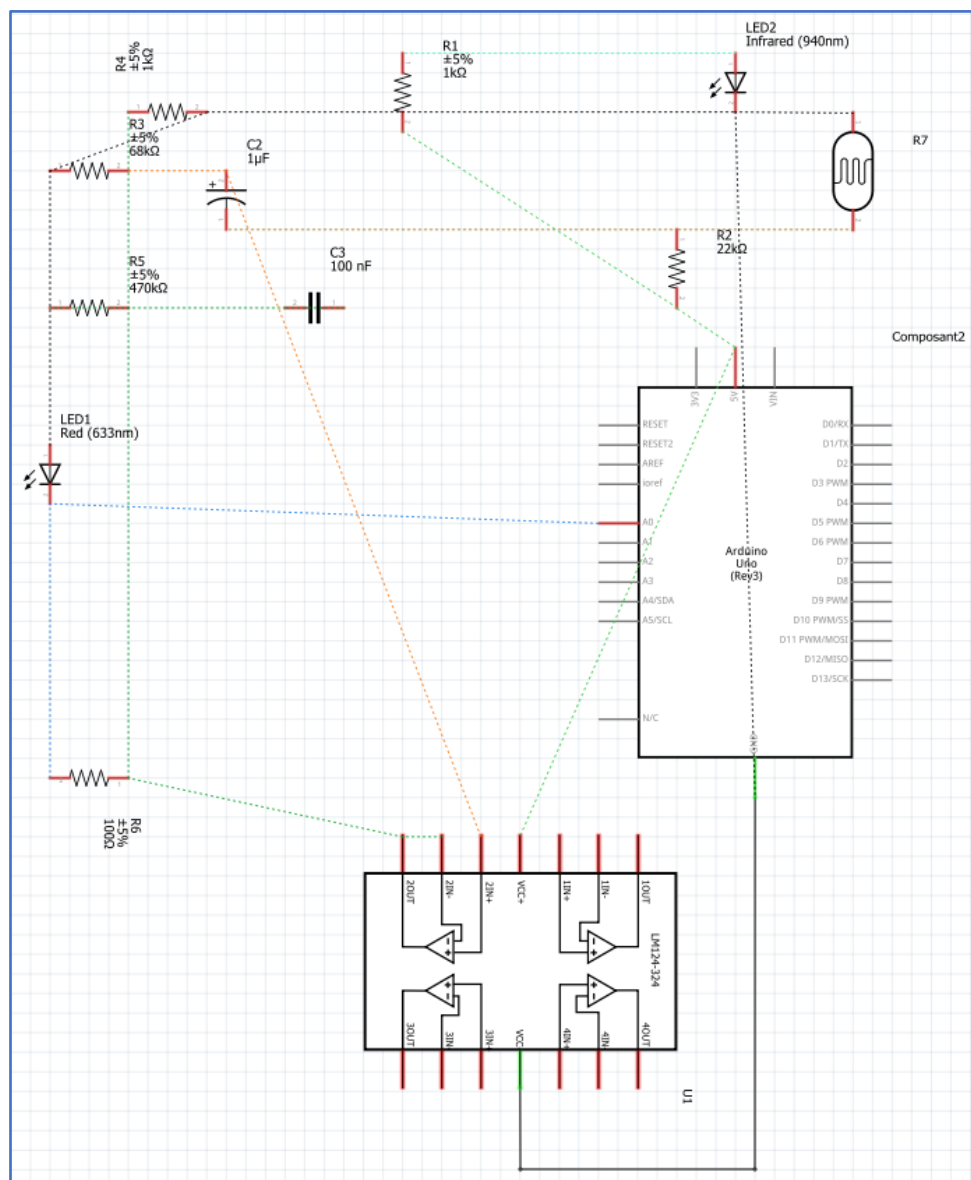 LED2
Infrared (940nm)
R1
±5%
1kΩ
R4
±5%
1kΩ
R7
R3
±5%
68kΩ
C2
1µF
+
R2
22kΩ
C3
100 nF
R5
±5%
470kΩ
Composant2
3V3
5V
VIN
LED1
Red (633nm)
RESET
RESET2
AREF
ioref
A0
A1
A2
A3
A4/SDA
A5/SCL
N/C
D0/RX
D1/TX
D2
D3 PWM
D4
D5 PWM
D6 PWM
D7
D8
D9 PWM
D10 PWM/SS
D11 PWM/MOSI
D12/MISO
D13/SCK
Arduino
Uno
(Rev3)
GND
R6
±5%
100Ω
2OUT
2IN-
2IN+
VCC+
1IN+
1IN-
1OUT
LM124-324
3OUT
3IN-
3IN+
VCC
4IN+
4IN-
4OUT
U1